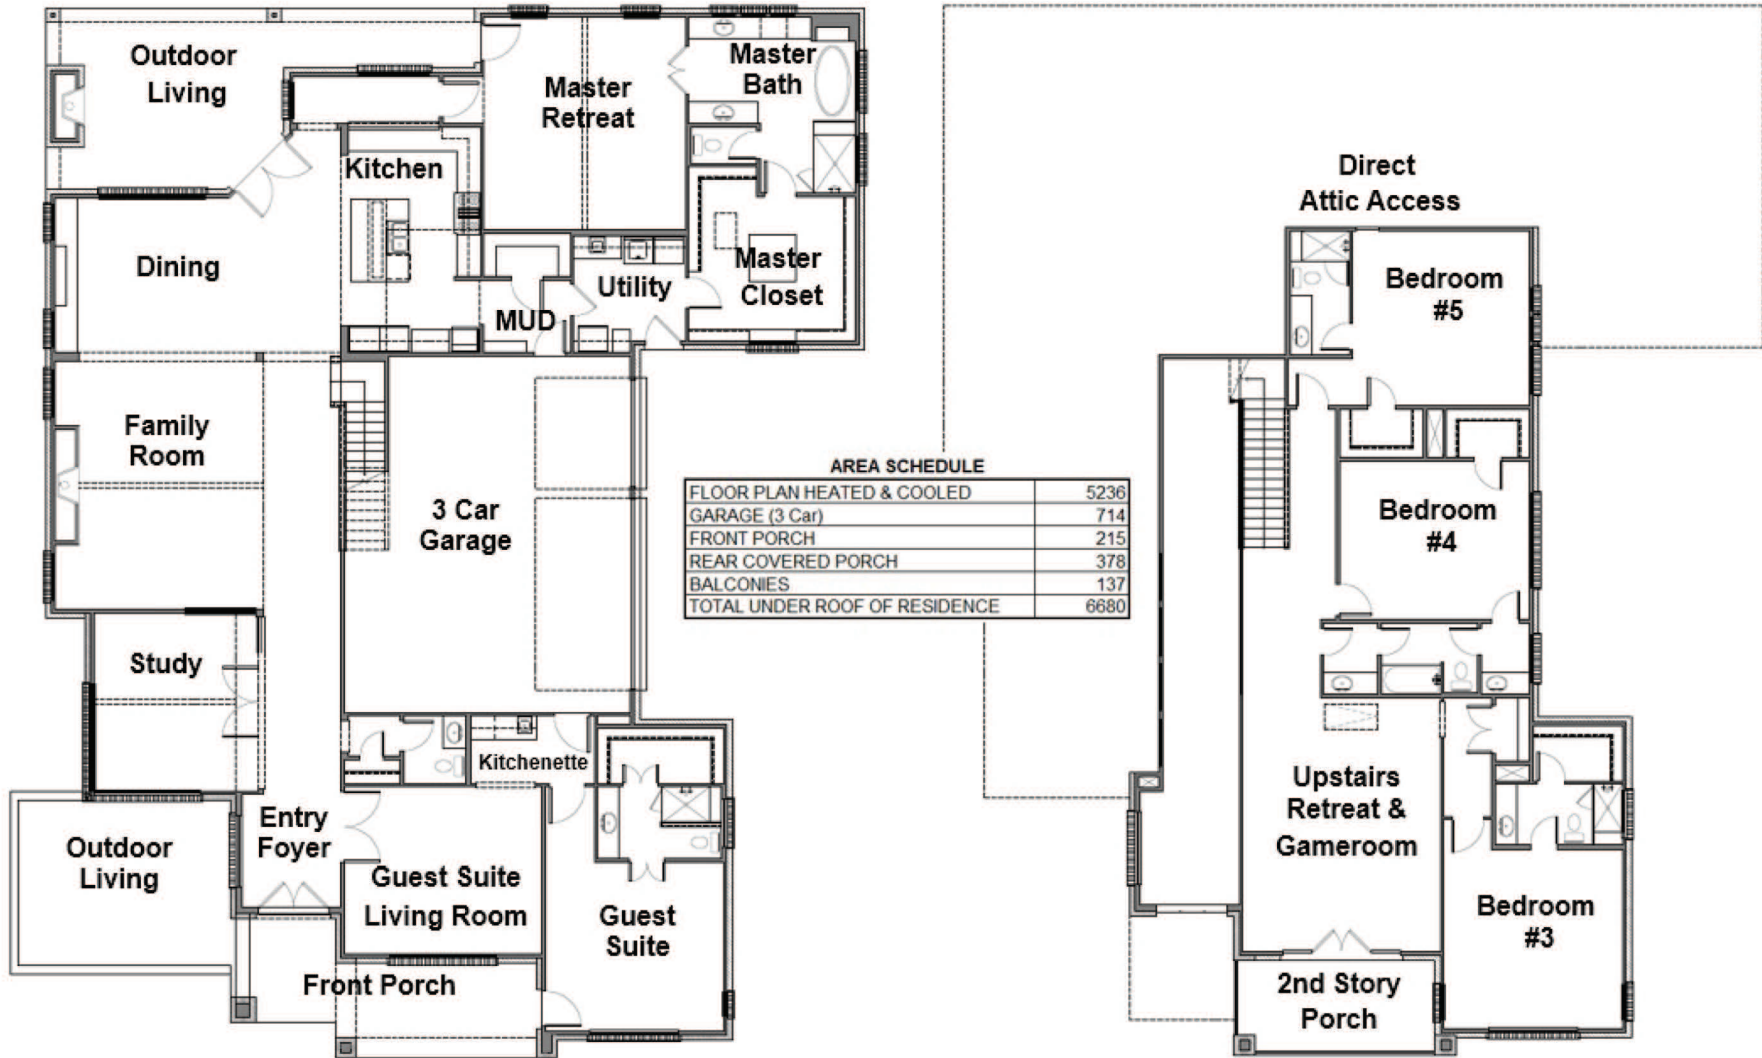 Outdoor
Living
Master
Retreat
Master
Bath
Kitchen
Dining
MUD
Utility
Master
Closet
Family
Room
3 Car
Garage
Study
Kitchenette
Entry
Foyer
Outdoor
Living
Guest Suite
Living Room
Guest
Suite
Front Porch
AREA SCHEDULE
FLOOR PLAN HEATED & COOLED 5236
GARAGE (3 Car) 714
FRONT PORCH 215
REAR COVERED PORCH 378
BALCONIES 137
TOTAL UNDER ROOF OF RESIDENCE 6680
Direct
Attic Access
Bedroom
#5
Bedroom
#4
Upstairs
Retreat &
Gameroom
Bedroom
#3
2nd Story
Porch